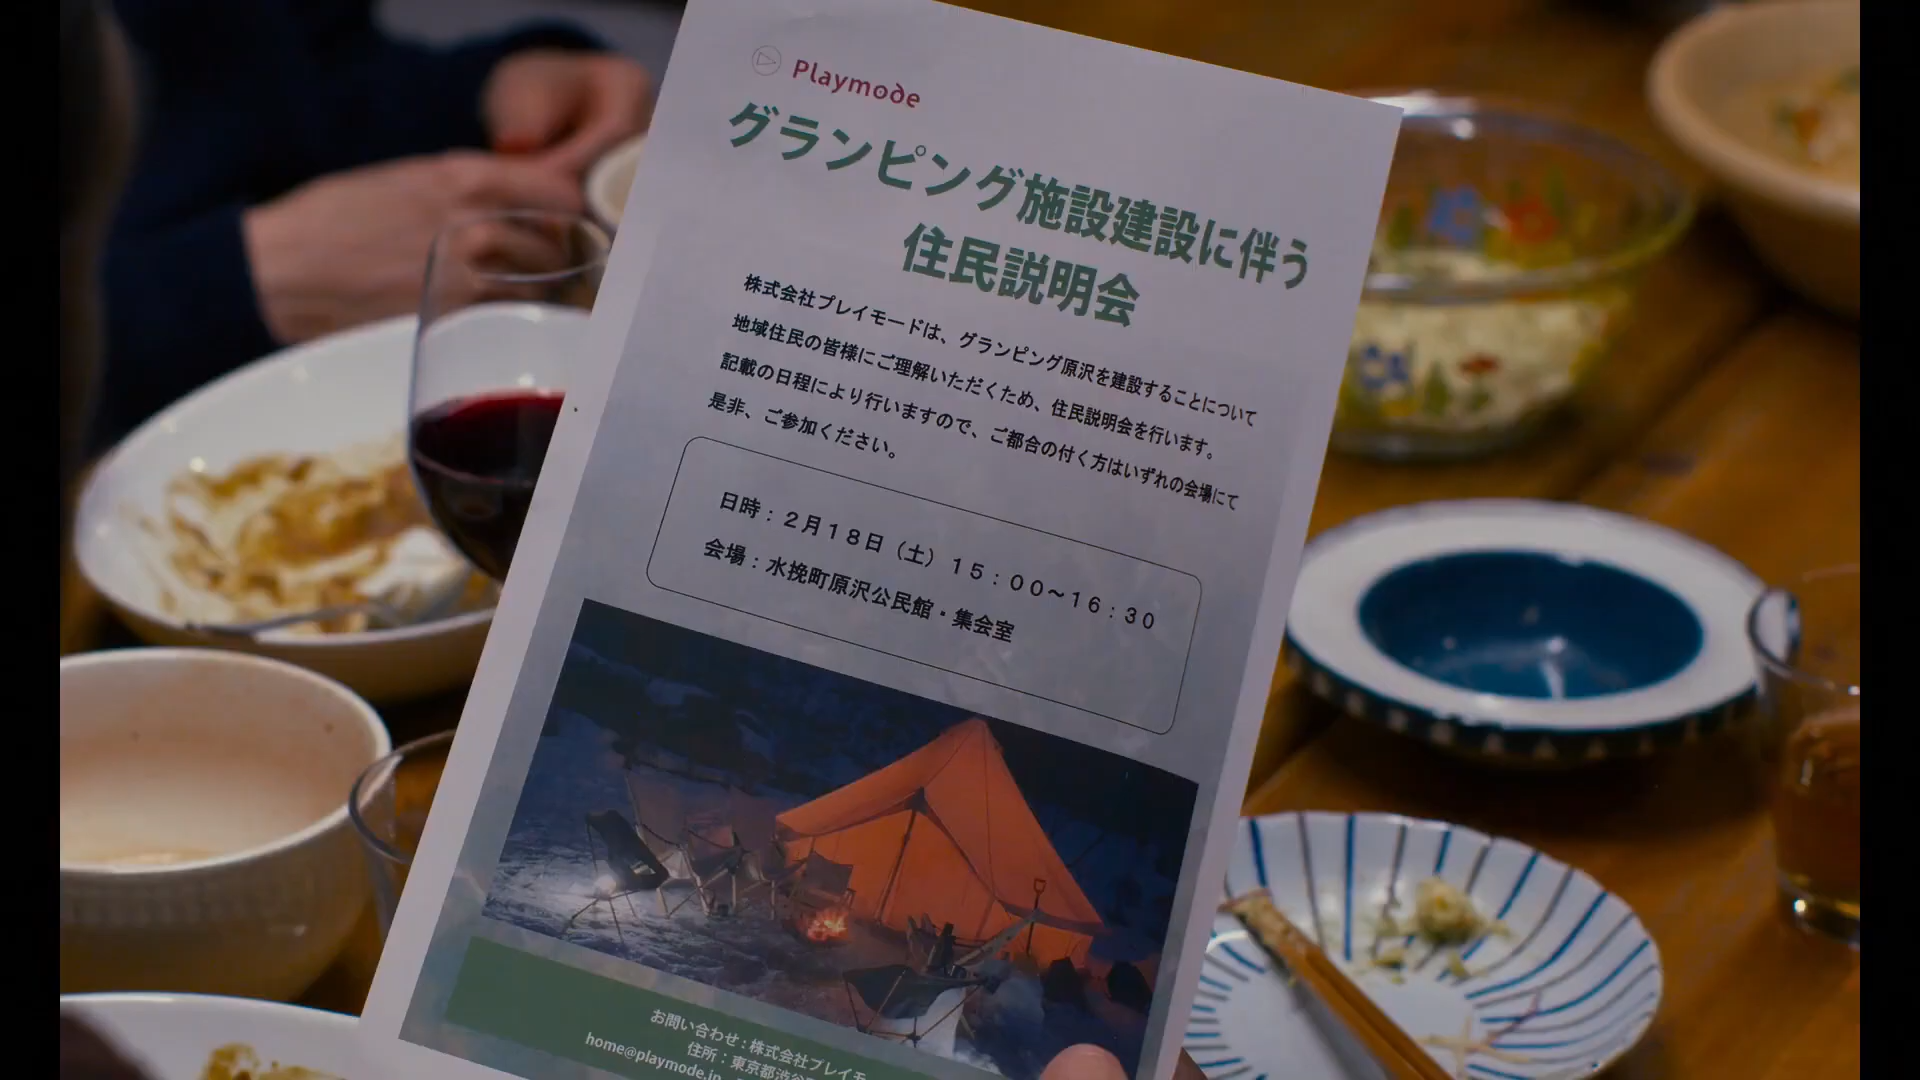 Playmode
グランピング施設建設に伴う
住民説明会
株式会社プレイモードは、グランピング原沢を建設することについて
地域住民の皆様にご理解いただくため、住民説明会を行います。
記載の日程により行いますので、ご都合の付く方はいずれの会場にて
是非、ご参加ください。
日時：２月１８日（土）１５：００～１６：３０
会場：水挽町原沢公民館・集会室
お問い合わせ：株式会社プレイモ
住所：東京都渋谷
home@playmode.jp